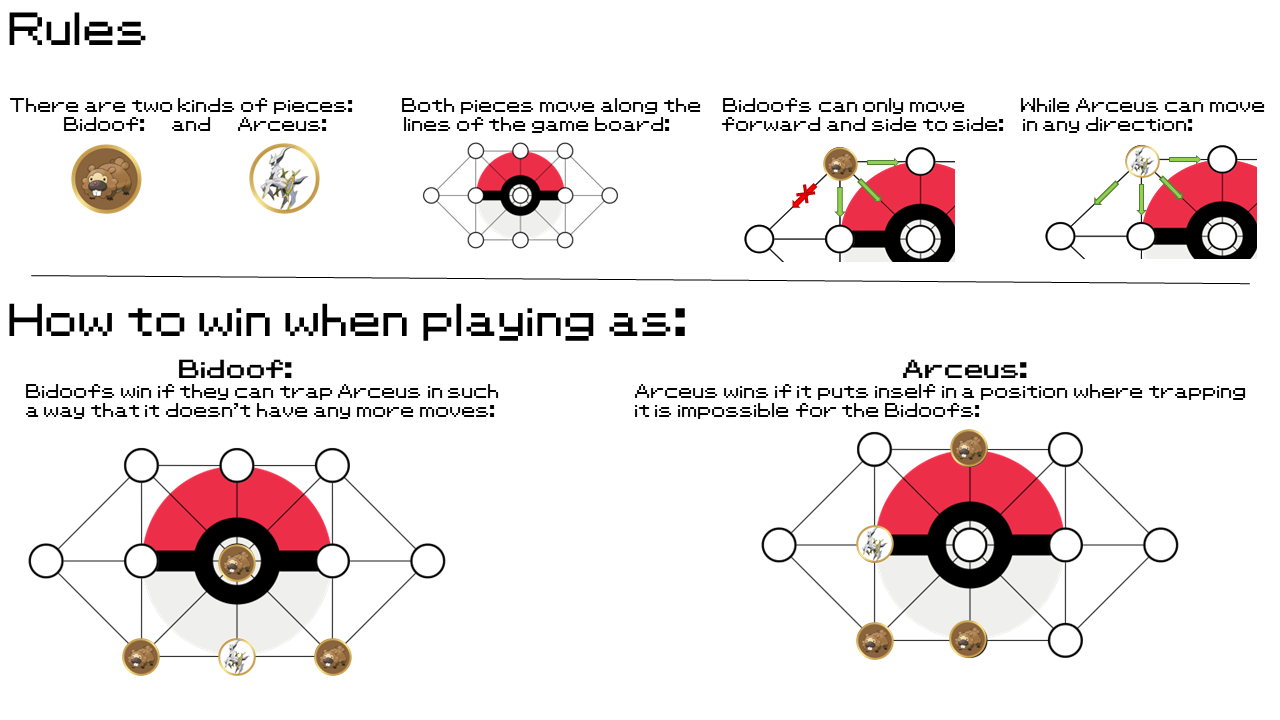 Rules
There are two kinds of pieces:
Bidoof: and Arceus:
Both pieces move along the
lines of the game board:
Bidoofs can only move
forward and side to side:
While Arceus can move
in any direction:
How to win when playing as:
Bidoof:
Bidoofs win if they can trap Arceus in such
a way that it doesn't have any more moves:
Arceus:
Arceus wins if it puts inself in a position where trapping
it is impossible for the Bidoofs: